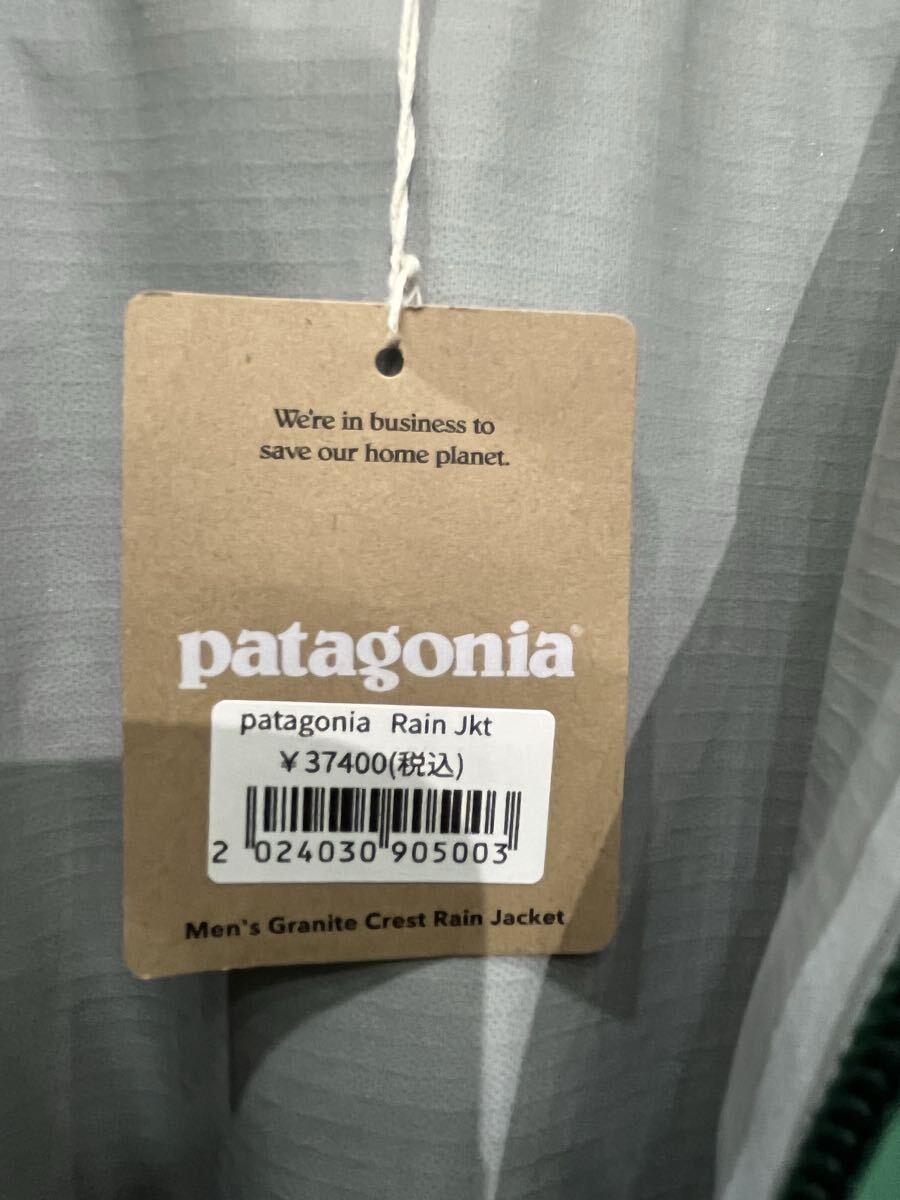 We're in business to
save our home planet.
patagonia®
patagonia Rain Jkt
¥37400(税込)
2 024030 905003
Men's Granite Crest Rain Jacket